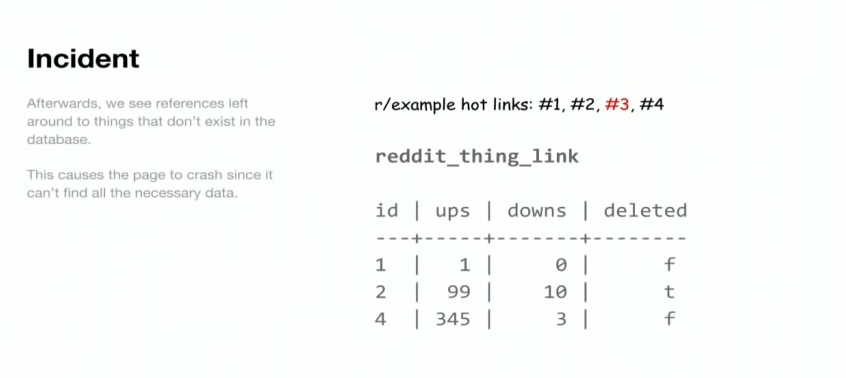 Incident
Afterwards, we see references left
around to things that don't exist in the
database.
This causes the page to crash since it
can't find all the necessary data.
r/example hot links: #1, #2, #3, #4
reddit_thing_link
id | ups | downs | deleted
---+-----+-------+--------
1 | 1 | 0 | f
2 | 99 | 10 | t
4 | 345 | 3 | f